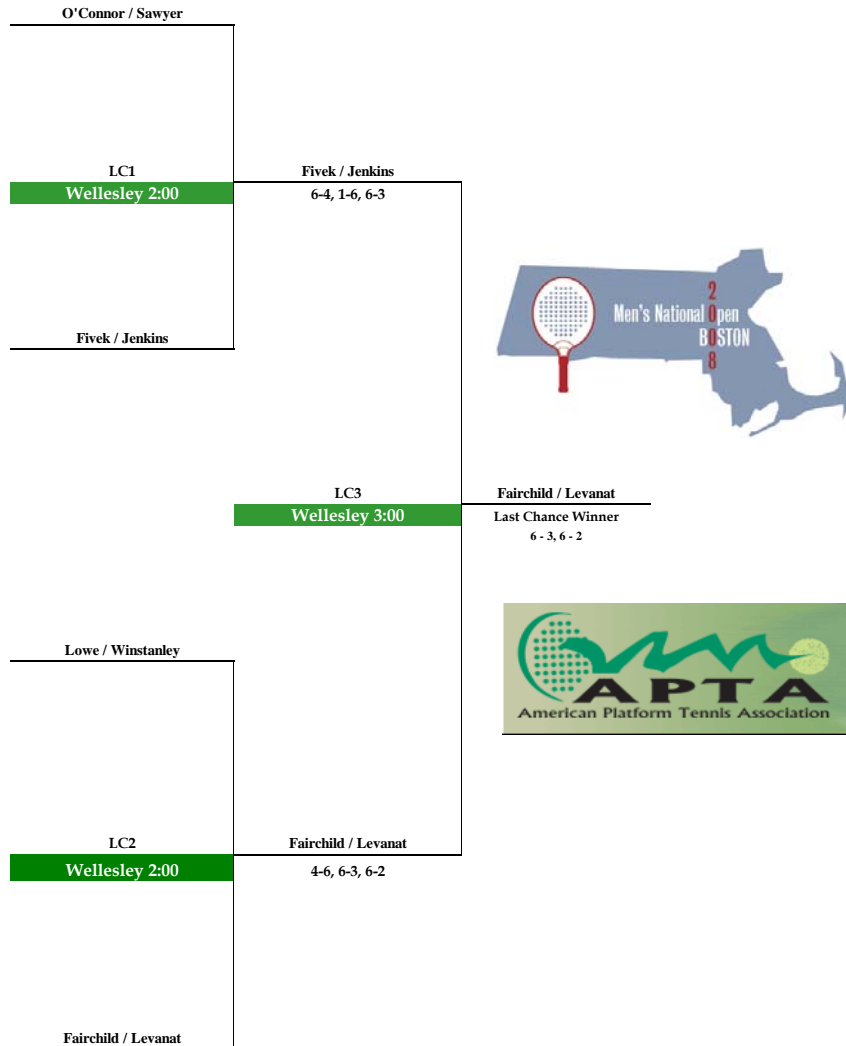 O'Connor / Sawyer
LC1
Fivek / Jenkins
Wellesley 2:00
6-4, 1-6, 6-3
2
Men's National Open
BOSTON
8
Fivek / Jenkins
LC3
Fairchild / Levanat
Wellesley 3:00
Last Chance Winner
6 - 3, 6 - 2
Lowe / Winstanley
APTA
American Platform Tennis Association
LC2
Fairchild / Levanat
Wellesley 2:00
4-6, 6-3, 6-2
Fairchild / Levanat